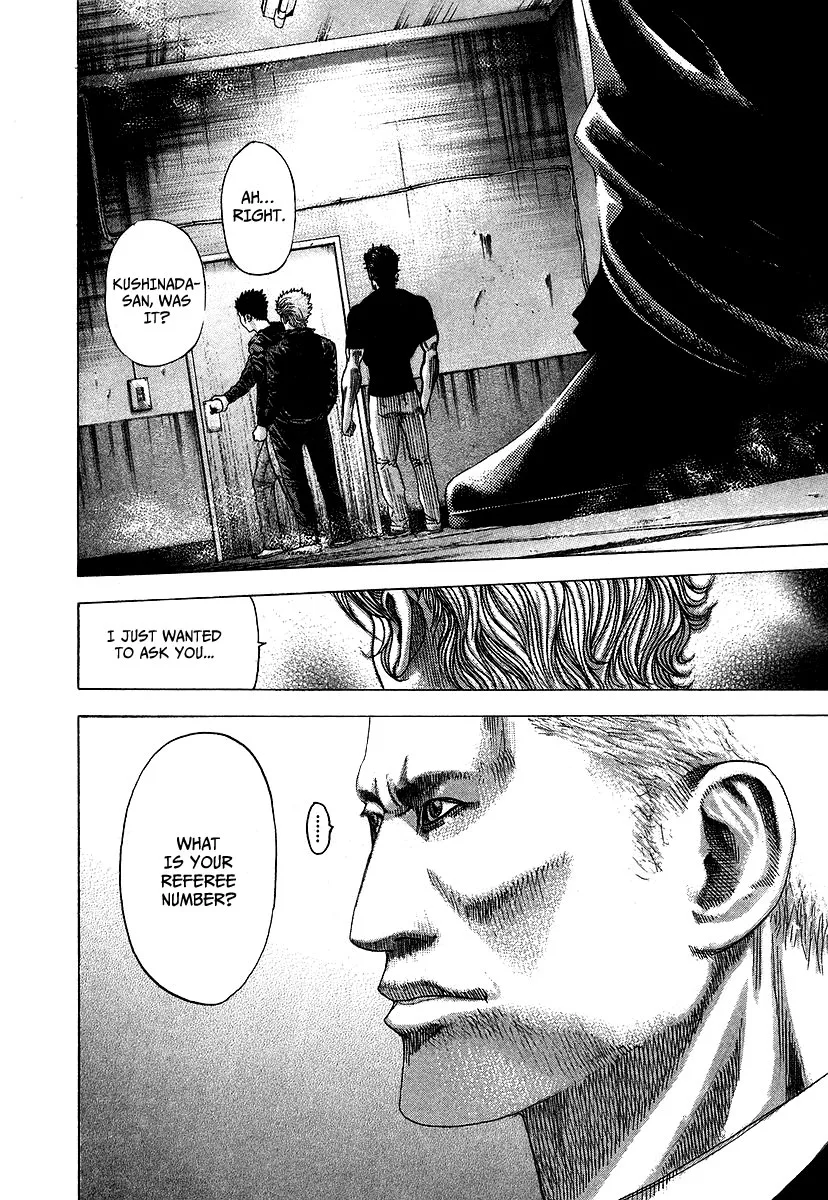 AH...
RIGHT.
KUSHINADA-
SAN, WAS
IT?
I JUST WANTED
TO ASK YOU...
WHAT
IS YOUR
REFEREE
NUMBER?
......